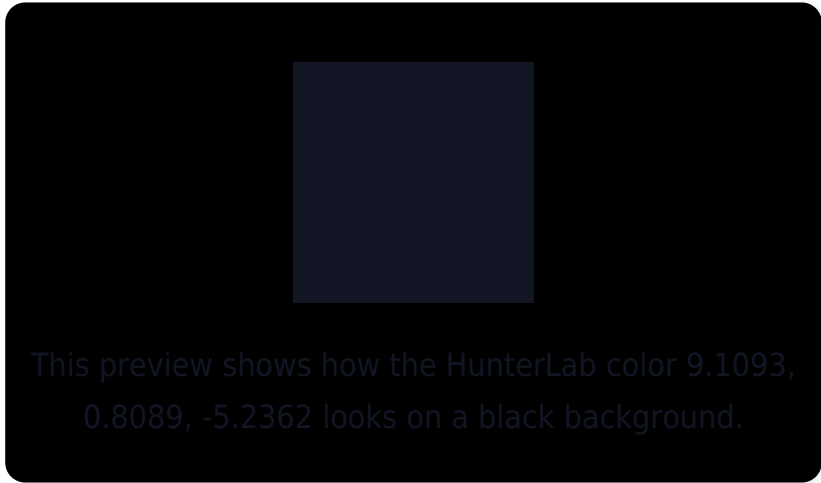 This preview shows how the HunterLab color 9.1093,
0.8089, -5.2362 looks on a black background.